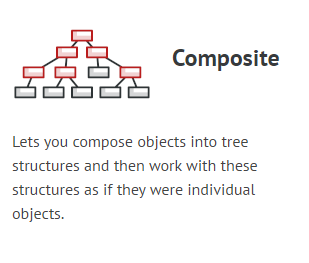 Composite
Lets you compose objects into tree
structures and then work with these
structures as if they were individual
objects.